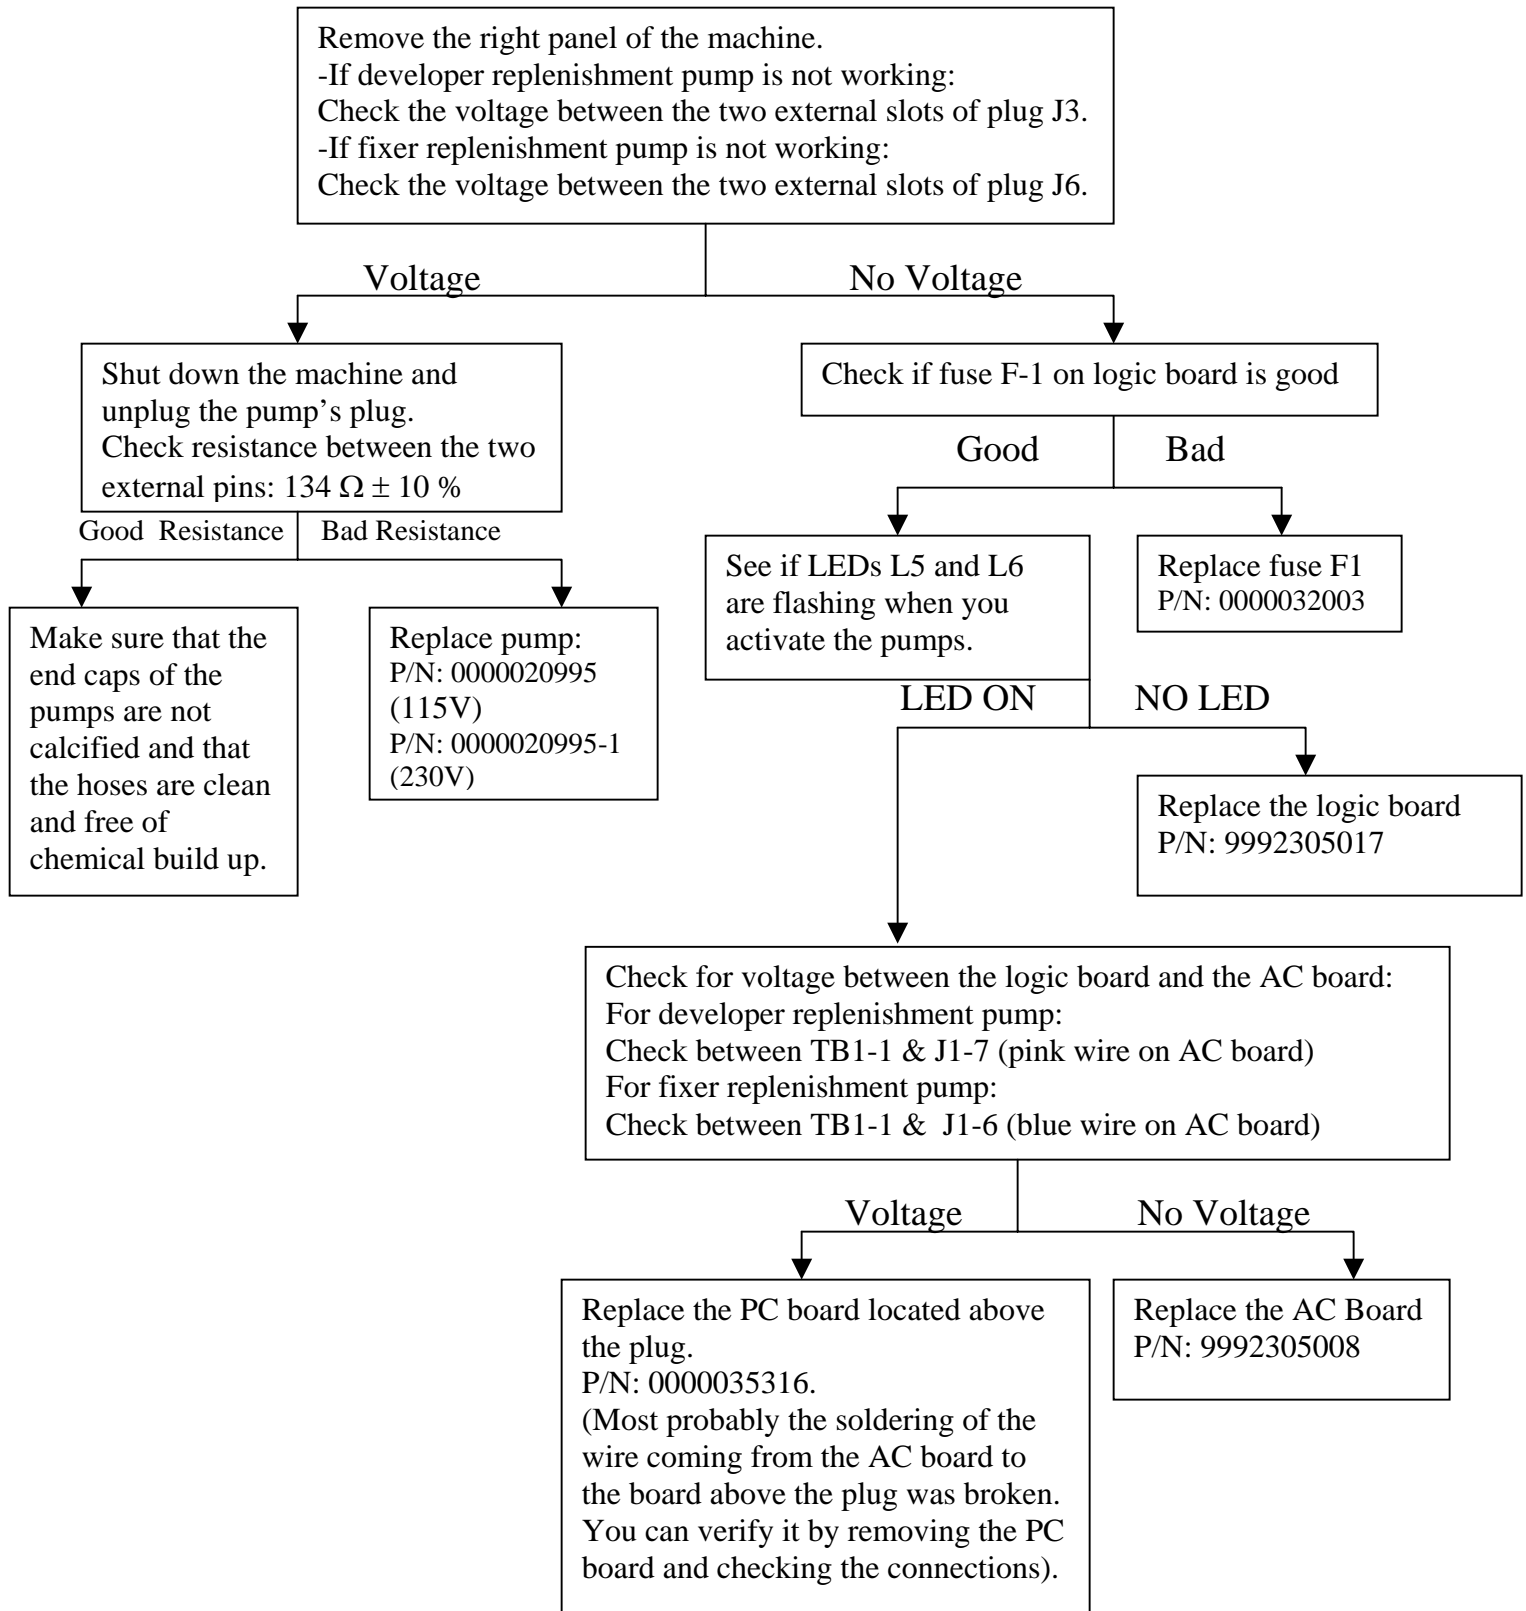 Remove the right panel of the machine.
-If developer replenishment pump is not working:
Check the voltage between the two external slots of plug J3.
-If fixer replenishment pump is not working:
Check the voltage between the two external slots of plug J6.
Voltage
No Voltage
Shut down the machine and
unplug the pump’s plug.
Check resistance between the two
external pins: 134 Ω ± 10 %
Check if fuse F-1 on logic board is good
Good
Bad
Good  Resistance
Bad Resistance
See if LEDs L5 and L6
are flashing when you
activate the pumps.
Replace fuse F1
P/N: 0000032003
Make sure that the
end caps of the
pumps are not
calcified and that
the hoses are clean
and free of
chemical build up.
Replace pump:
P/N: 0000020995
(115V)
P/N: 0000020995-1
(230V)
LED ON
NO LED
Replace the logic board
P/N: 9992305017
Check for voltage between the logic board and the AC board:
For developer replenishment pump:
Check between TB1-1 & J1-7 (pink wire on AC board)
For fixer replenishment pump:
Check between TB1-1 &  J1-6 (blue wire on AC board)
Voltage
No Voltage
Replace the PC board located above
the plug.
P/N: 0000035316.
(Most probably the soldering of the
wire coming from the AC board to
the board above the plug was broken.
You can verify it by removing the PC
board and checking the connections).
Replace the AC Board
P/N: 9992305008